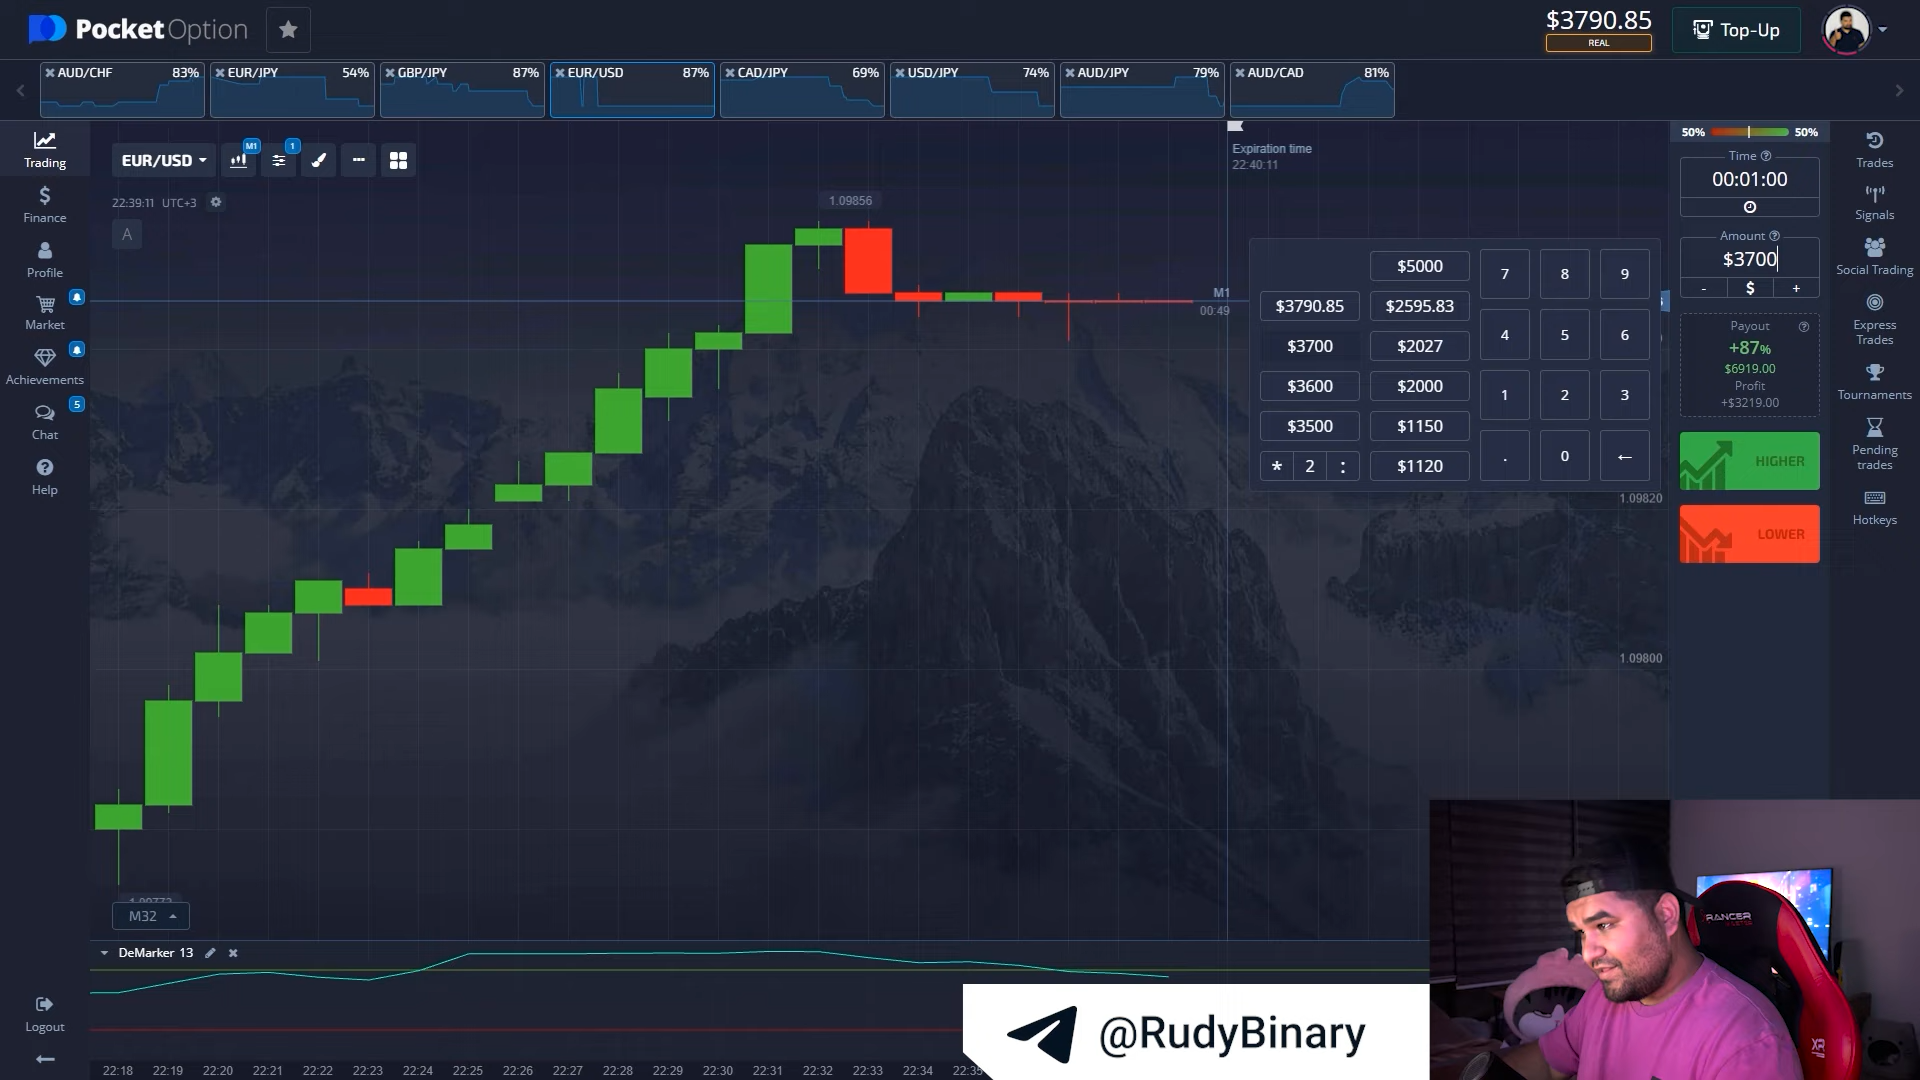 PocketOption
$3790.85
REAL
Top-Up
AUD/CHF 83%
EUR/JPY 54%
GBP/JPY 87%
EUR/USD 87%
CAD/JPY 69%
USD/JPY 74%
AUD/JPY 79%
AUD/CAD 81%
Trading
Finance
Profile
Market
Achievements
5
Chat
Help
Logout
EUR/USD
M1
1
22:39:11 UTC+3
A
1.09856
Expiration time
22:40:11
M1
00:49
$5000
$3790.85
$2595.83
$3700
$2027
$3600
$2000
$3500
$1150
* 2 :
$1120
7 8 9
4 5 6
1 2 3
. 0 ←
1.09820
1.09800
M32
DeMarker 13
22:18 22:19 22:20 22:21 22:22 22:23 22:24 22:25 22:26 22:27 22:28 22:29 22:30 22:31 22:32 22:33 22:34 22:35
50% 50%
Time
00:01:00
Amount
$3700
- $ +
Payout
+87%
$6919.00
Profit
+$3219.00
HIGHER
LOWER
Trades
Signals
Social Trading
Express
Trades
Tournaments
Pending
trades
Hotkeys
@RudyBinary